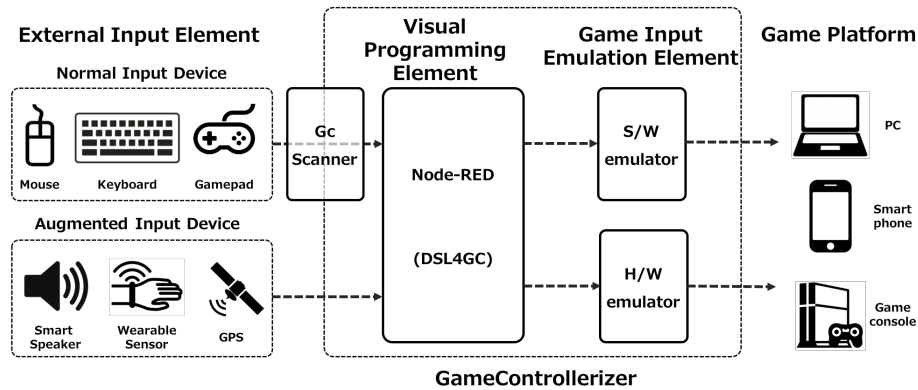 External Input Element
Normal Input Device
Mouse
Keyboard
Gamepad
Augmented Input Device
Smart
Speaker
Wearable
Sensor
GPS
Gc
Scanner
Visual
Programming
Element
Node-RED
(DSL4GC)
Game Input
Emulation Element
S/W
emulator
H/W
emulator
GameControllerizer
Game Platform
PC
Smart
phone
Game
console